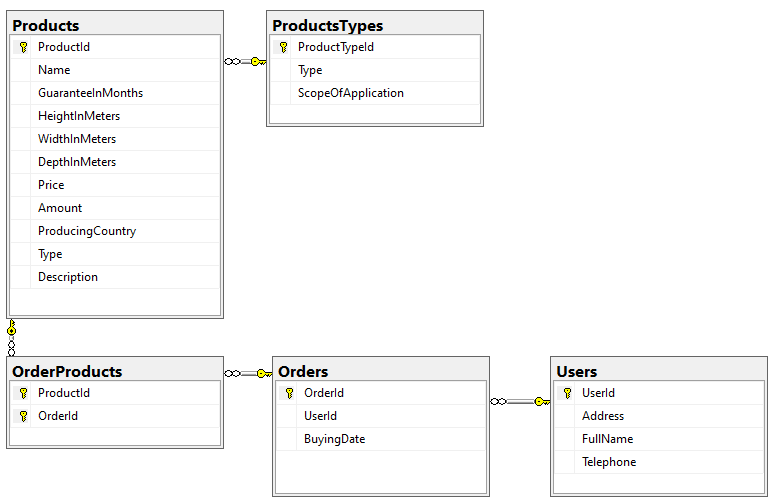 Products
ProductId
Name
GuaranteeInMonths
HeightInMeters
WidthInMeters
DepthInMeters
Price
Amount
ProducingCountry
Type
Description
ProductsTypes
ProductTypeId
Type
ScopeOfApplication
OrderProducts
ProductId
OrderId
Orders
OrderId
UserId
BuyingDate
Users
UserId
Address
FullName
Telephone